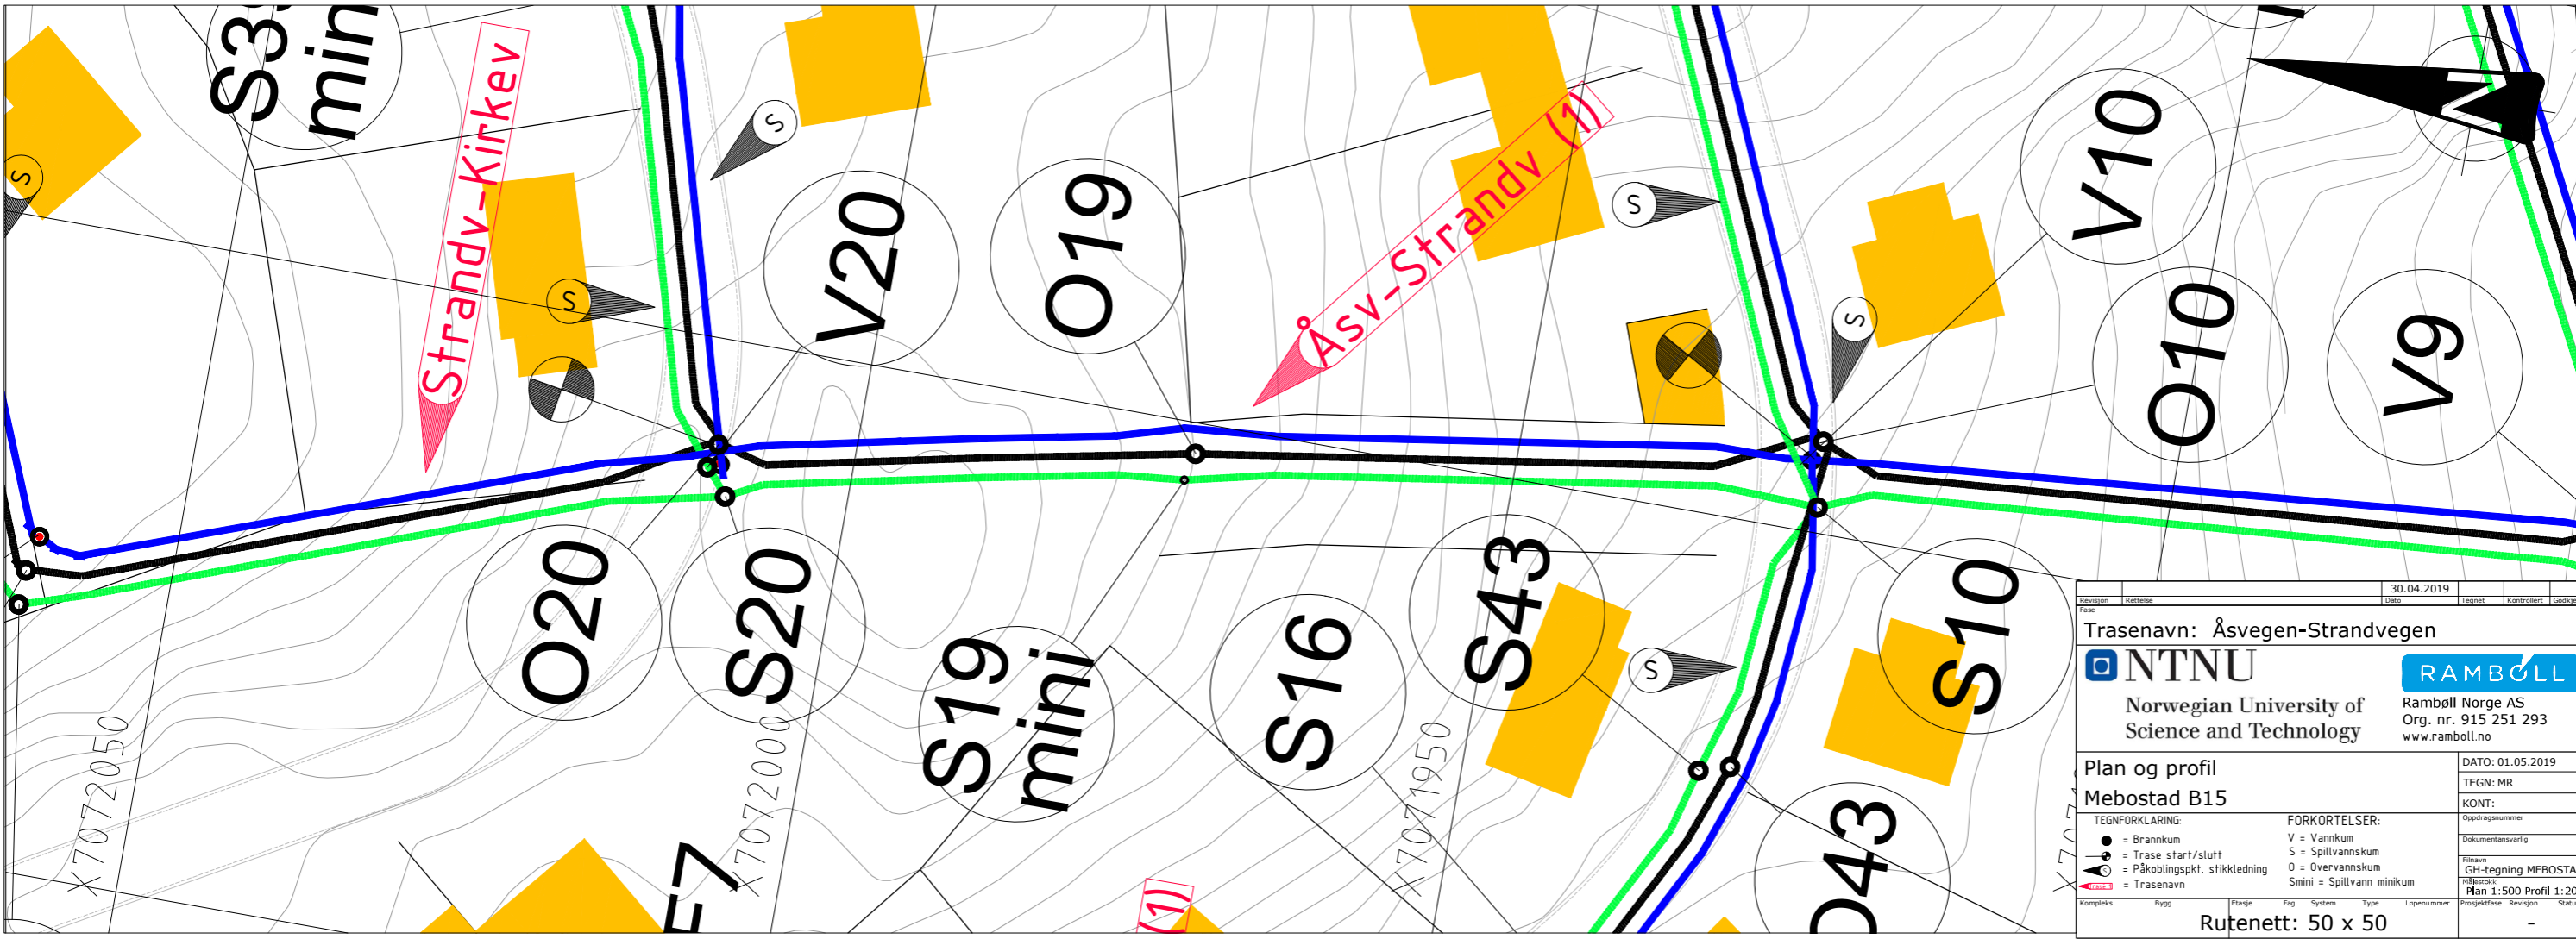 S3
mini
Strandv-Kirkev
S
S
S
V20
O19
Åsv-Strandv (1)
S
S
V10
O10
V9
O20
S20
S19
mini
S16
S43
S
S10
O43
F7
(1)
X7072050
X7072000
X7071950
30.04.2019
Revisjon Rettelse Dato Tegnet Kontrollert
Fase
Trasenavn: Åsvegen-Strandvegen
NTNU
Norwegian University of
Science and Technology
RAMBOLL
Rambøll Norge AS
Org. nr. 915 251 293
www.ramboll.no
Plan og profil
Mebostad B15
DATO: 01.05.2019
TEGN: MR
KONT:
Oppdragsnummer
Dokumentansvarlig
Filnavn
GH-tegning MEBOSTA
Målestokk
Plan 1:500 Profil 1:20
TEGNFORKLARING:
= Brannkum
= Trase start/slutt
S = Påkoblingspkt. stikkledning
= Trasenavn
FORKORTELSER:
V = Vannkum
S = Spillvannskum
O = Overvannskum
Smini = Spillvann minikum
Kompleks Bygg Etasje Fag System Type Løpenummer Prosjektfase Revisjon
Rutenett: 50 x 50
-